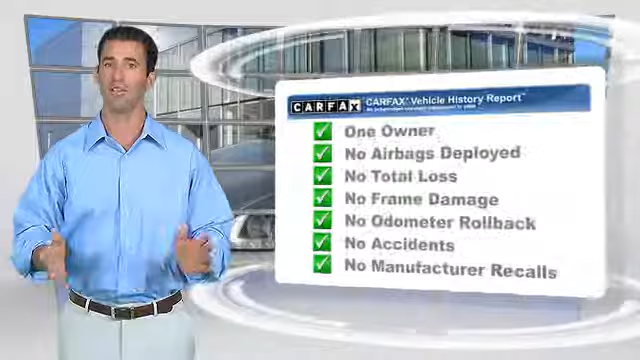 CARFAX CARFAX® Vehicle History Report™
One Owner
No Airbags Deployed
No Total Loss
No Frame Damage
No Odometer Rollback
No Accidents
No Manufacturer Recalls